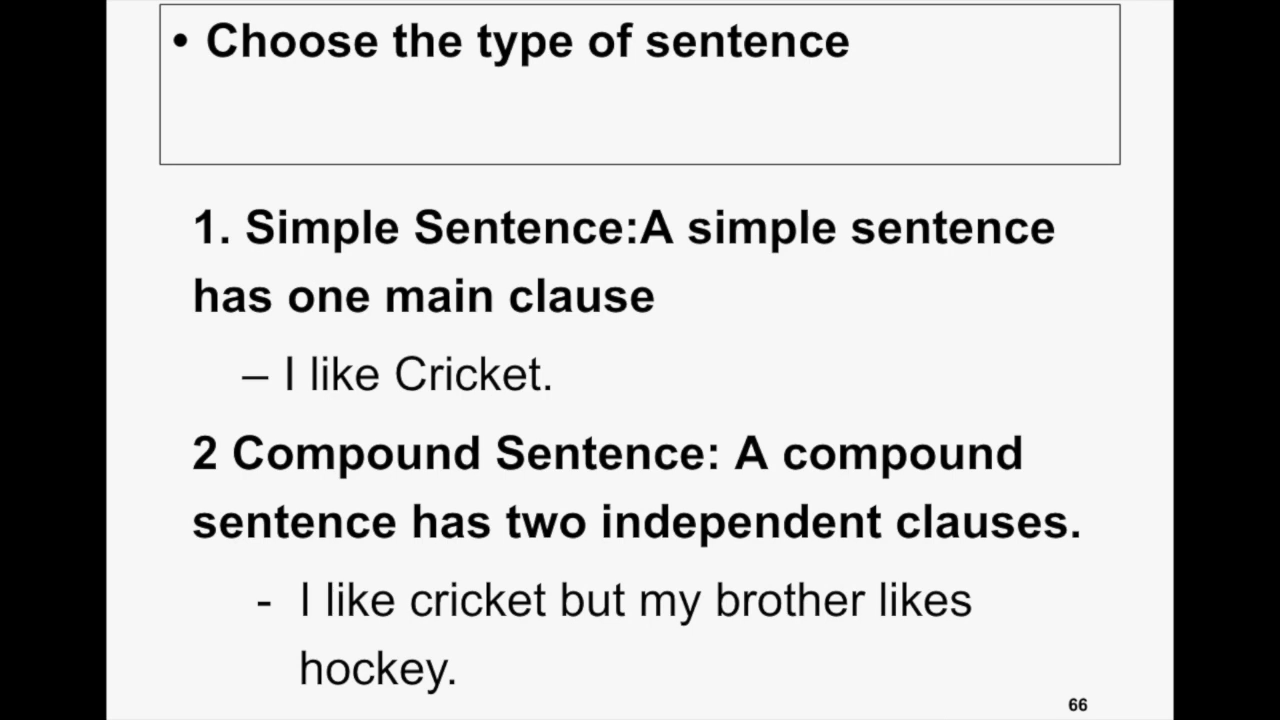 • Choose the type of sentence
1. Simple Sentence:A simple sentence
has one main clause
– I like Cricket.
2 Compound Sentence: A compound
sentence has two independent clauses.
- I like cricket but my brother likes
hockey.
66